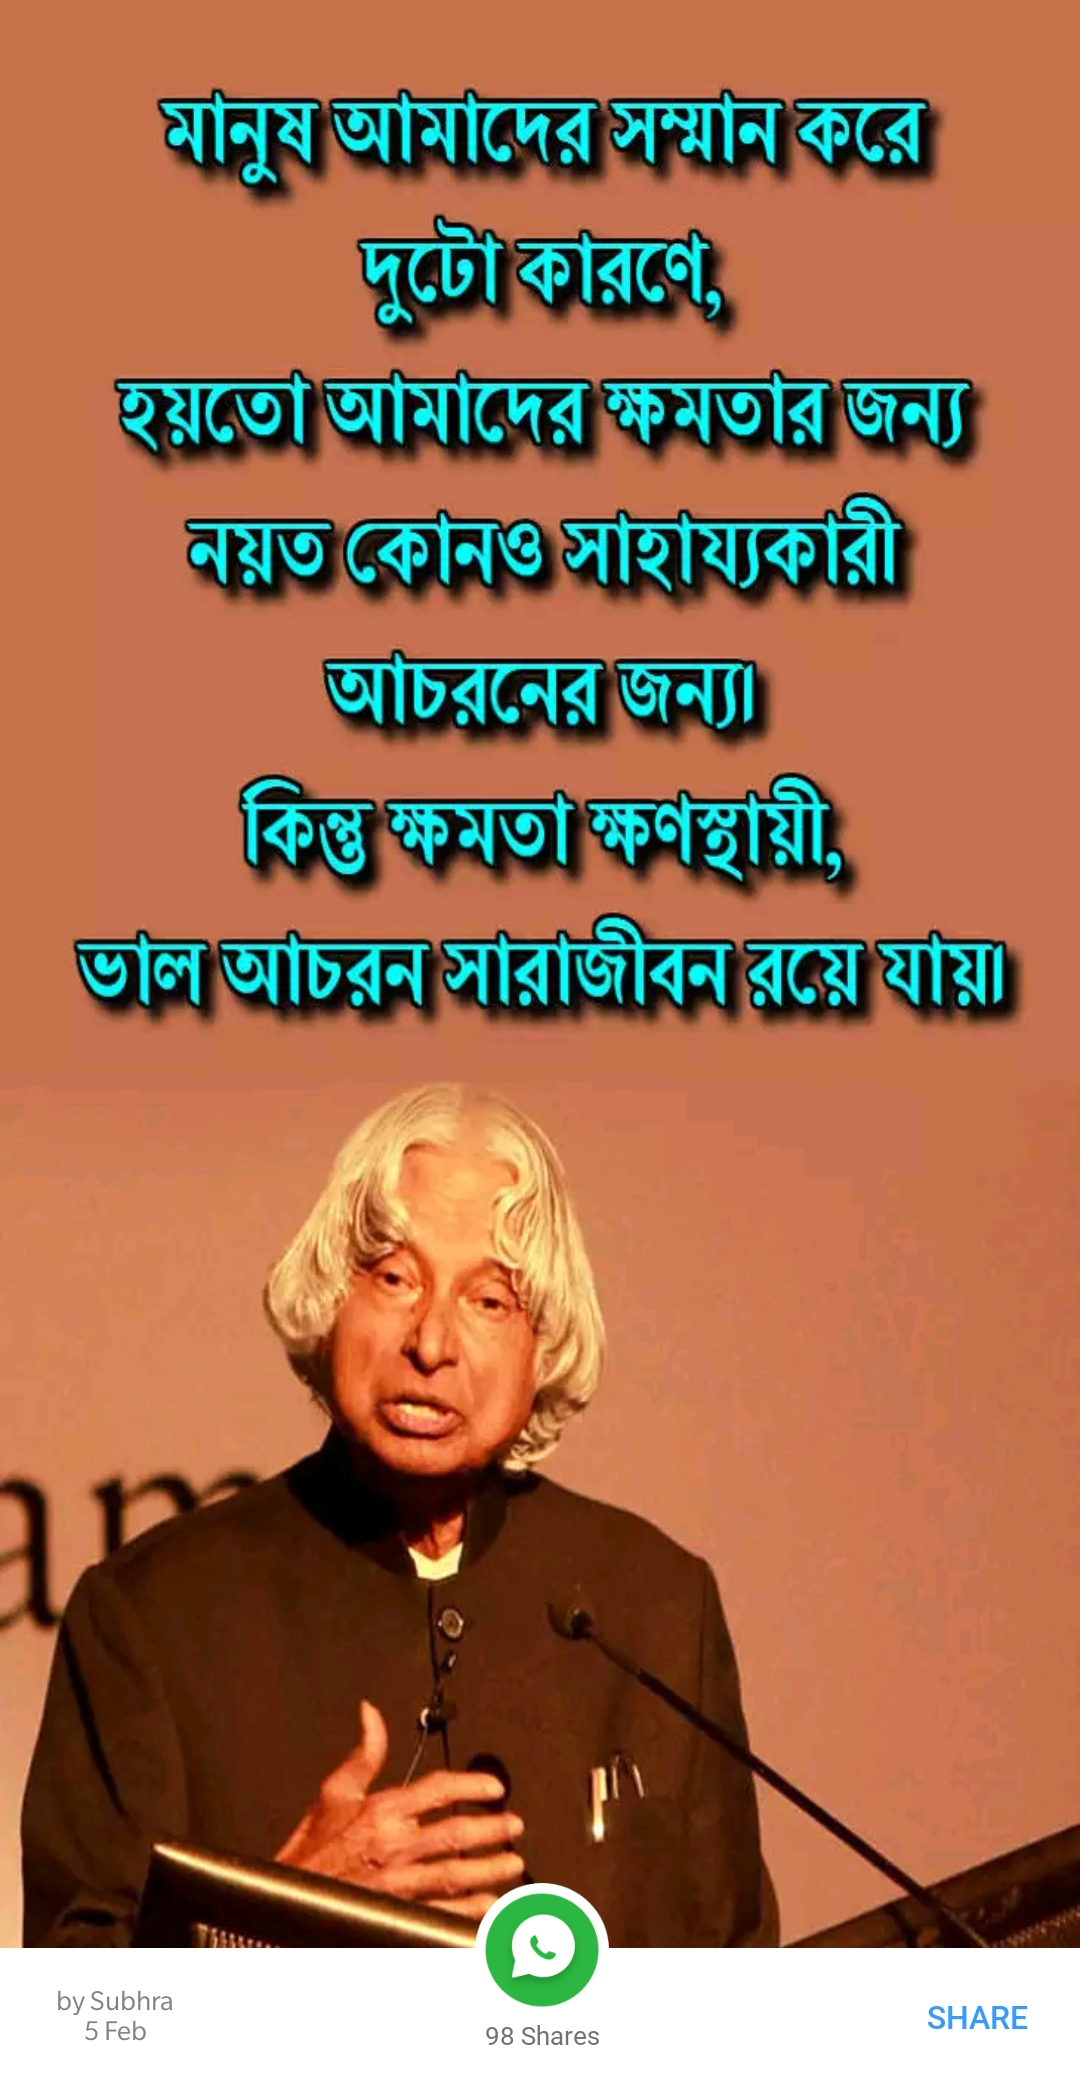 মানুষ আমাদের সম্মান করে
দুটো কারণে,
হয়তো আমাদের ক্ষমতার জন্য
নয়ত কোনও সাহায্যকারী
আচরনের জন্য।
কিন্তু ক্ষমতা ক্ষণস্থায়ী,
ভাল আচরন সারাজীবন রয়ে যায়।
am
by Subhra
5 Feb
98 Shares
SHARE